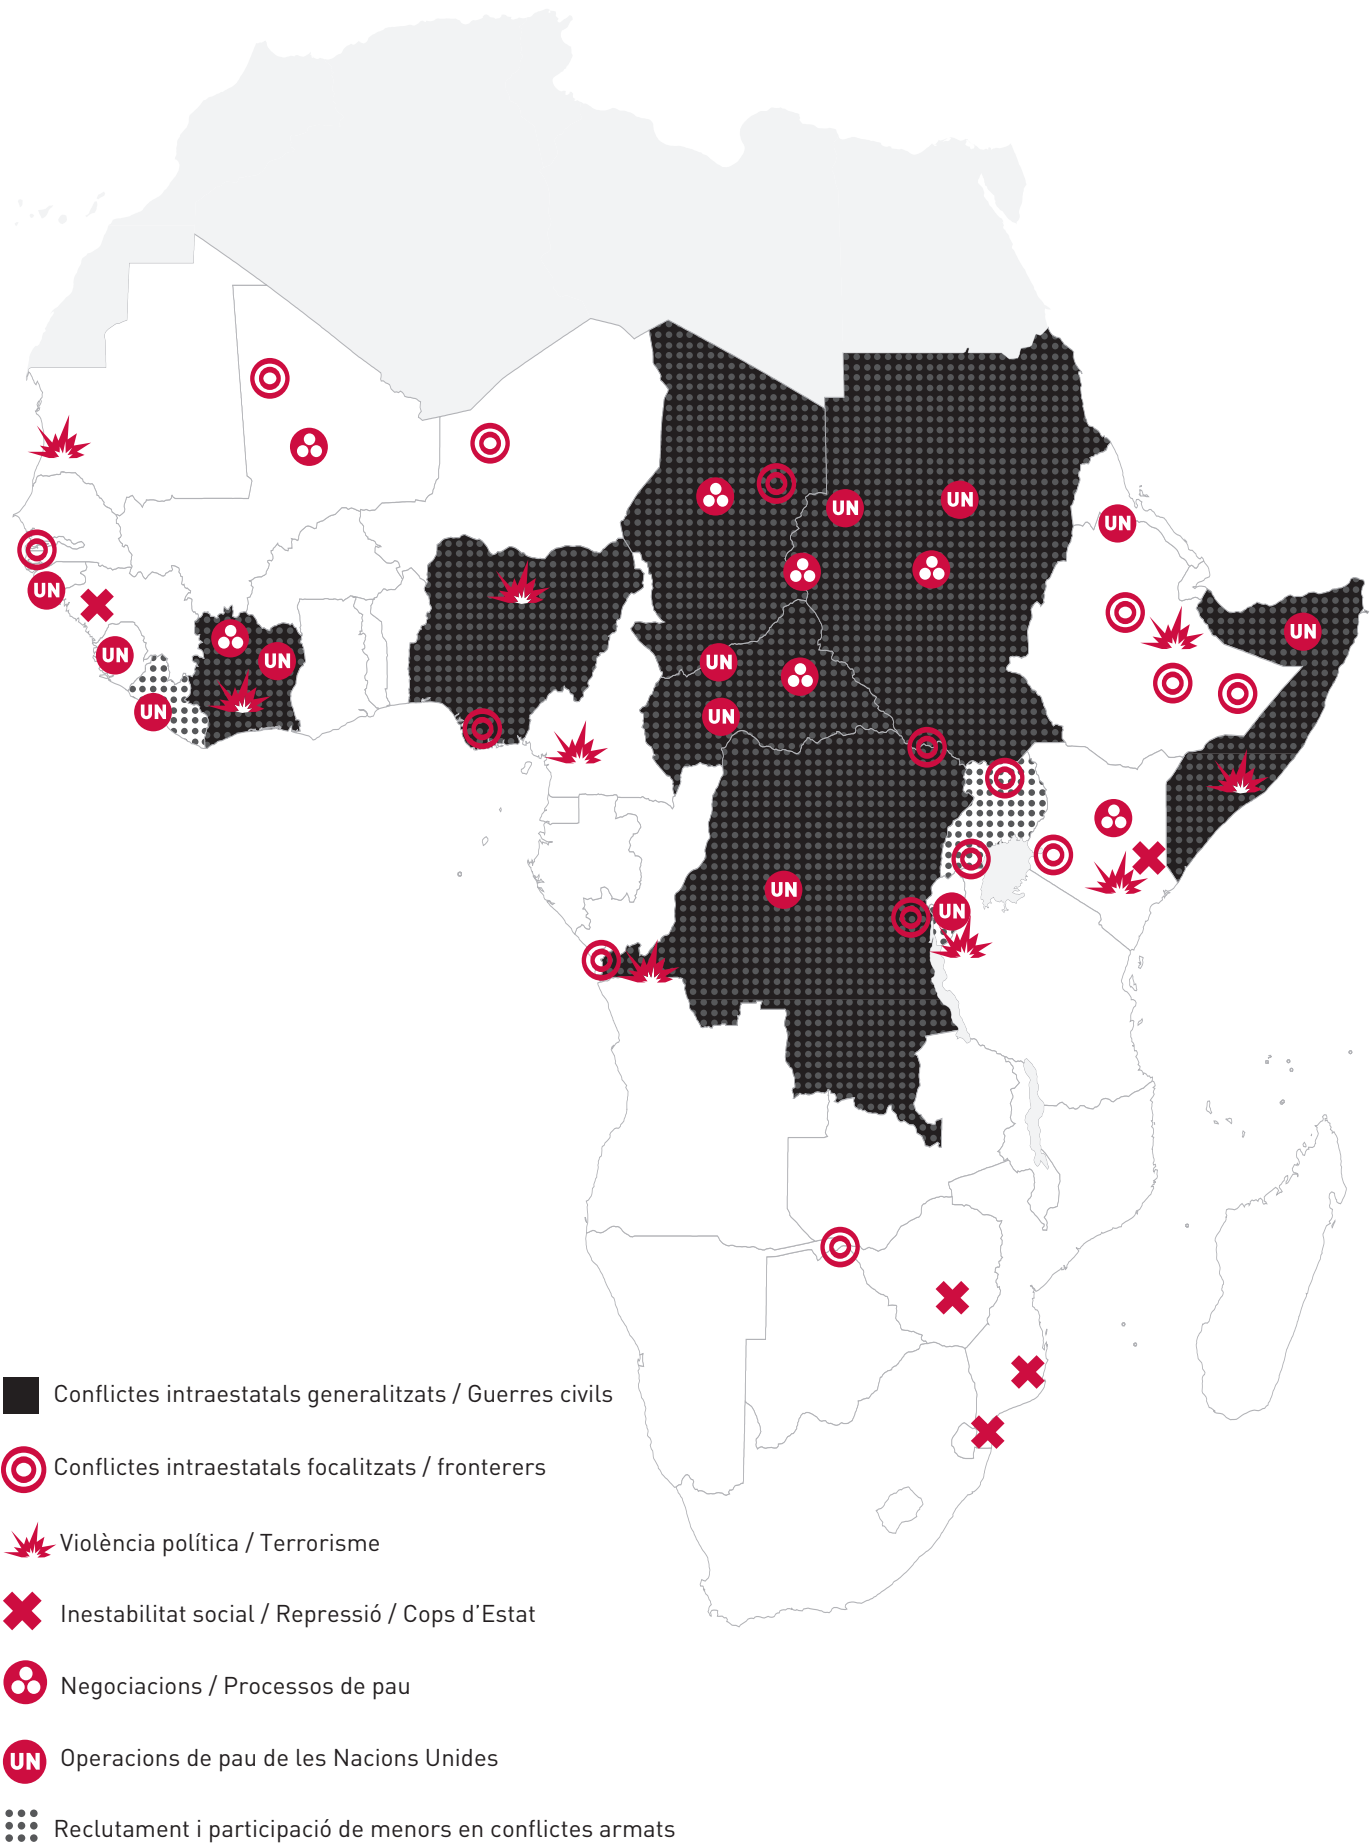 UN
UN
UN
UN
UN
UN
UN
UN
UN
UN
UN
UN
UN
Conflictes intraestatals generalitzats / Guerres civils
Conflictes intraestatals focalitzats / fronterers
Violència política / Terrorisme
Inestabilitat social / Repressió / Cops d’Estat
Negociacions / Processos de pau
UN Operacions de pau de les Nacions Unides
Reclutament i participació de menors en conflictes armats